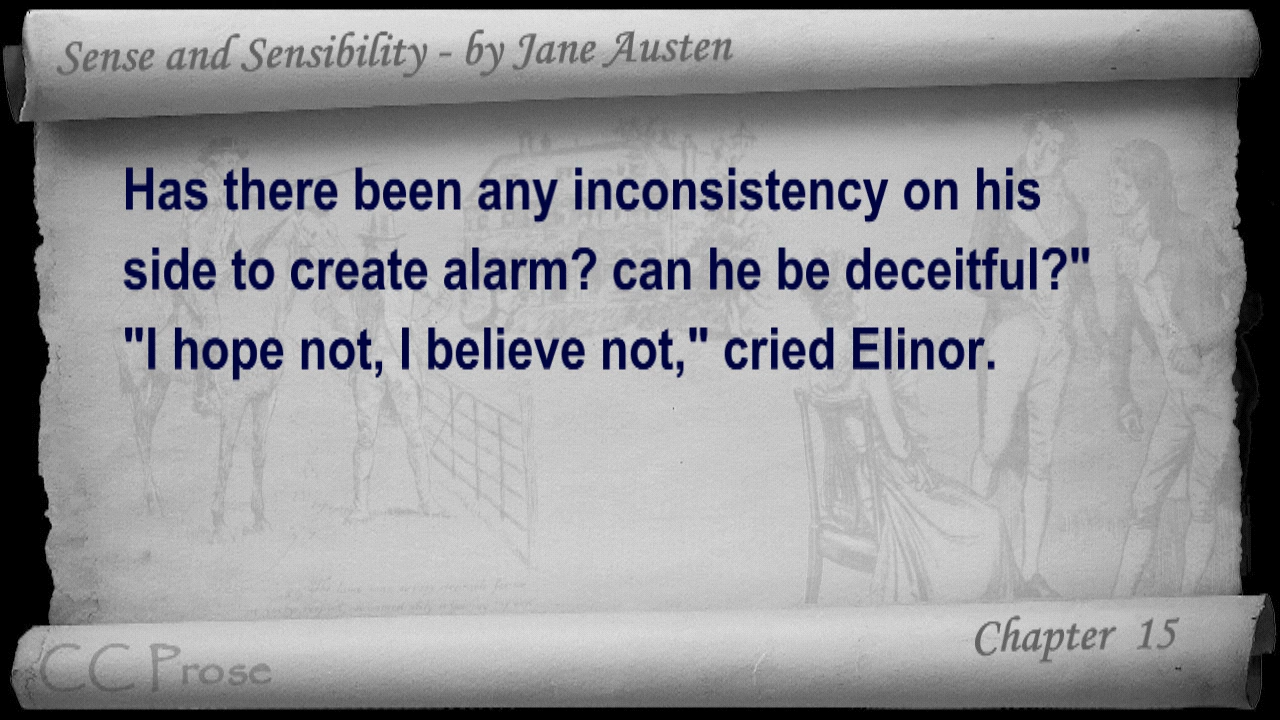 Sense and Sensibility - by Jane Austen
Has there been any inconsistency on his
side to create alarm? can he be deceitful?"
"I hope not, I believe not," cried Elinor.
Chapter 15
CC Prose